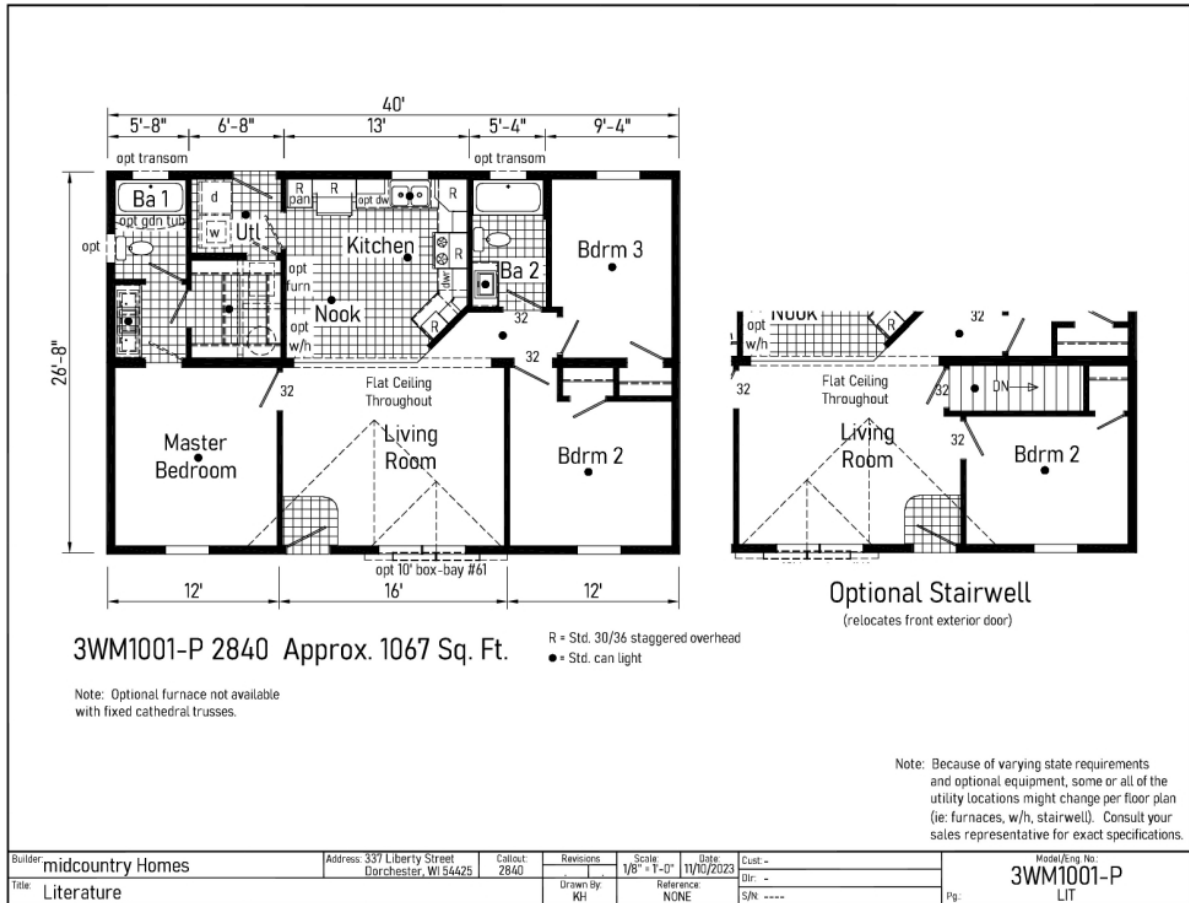 40'
5'-8"
6'-8"
13'
5'-4"
9'-4"
opt transom
opt transom
26'-8"
Ba 1
opt gdn tub
opt
d
w
Utl
R
pan
R
opt dw
R
Kitchen
R
dwr
R
opt
furn
Nook
opt
w/h
Ba 2
Bdrm 3
32
32
32
Flat Ceiling
Throughout
Master
Bedroom
Living
Room
Bdrm 2
opt 10' box-bay #61
12'
16'
12'
Nook
opt
w/h
R
32
32
Flat Ceiling
Throughout
32
DN
32
Living
Room
Bdrm 2
Optional Stairwell
(relocates front exterior door)
3WM1001-P 2840 Approx. 1067 Sq. Ft.
R = Std. 30/36 staggered overhead
● = Std. can light
Note: Optional furnace not available
with fixed cathedral trusses.
Note: Because of varying state requirements
and optional equipment, some or all of the
utility locations might change per floor plan
(ie: furnaces, w/h, stairwell). Consult your
sales representative for exact specifications.
Builder: midcountry Homes
Address: 337 Liberty Street
Dorchester, WI 54425
Callout:
2840
Revisions
Scale:
1/8" = 1'-0"
Date:
11/10/2023
Cust: -
Dlr: -
S/N: ----
Model/Eng. No.:
3WM1001-P
Title: Literature
Drawn By:
KH
Reference:
NONE
Pg.:
LIT